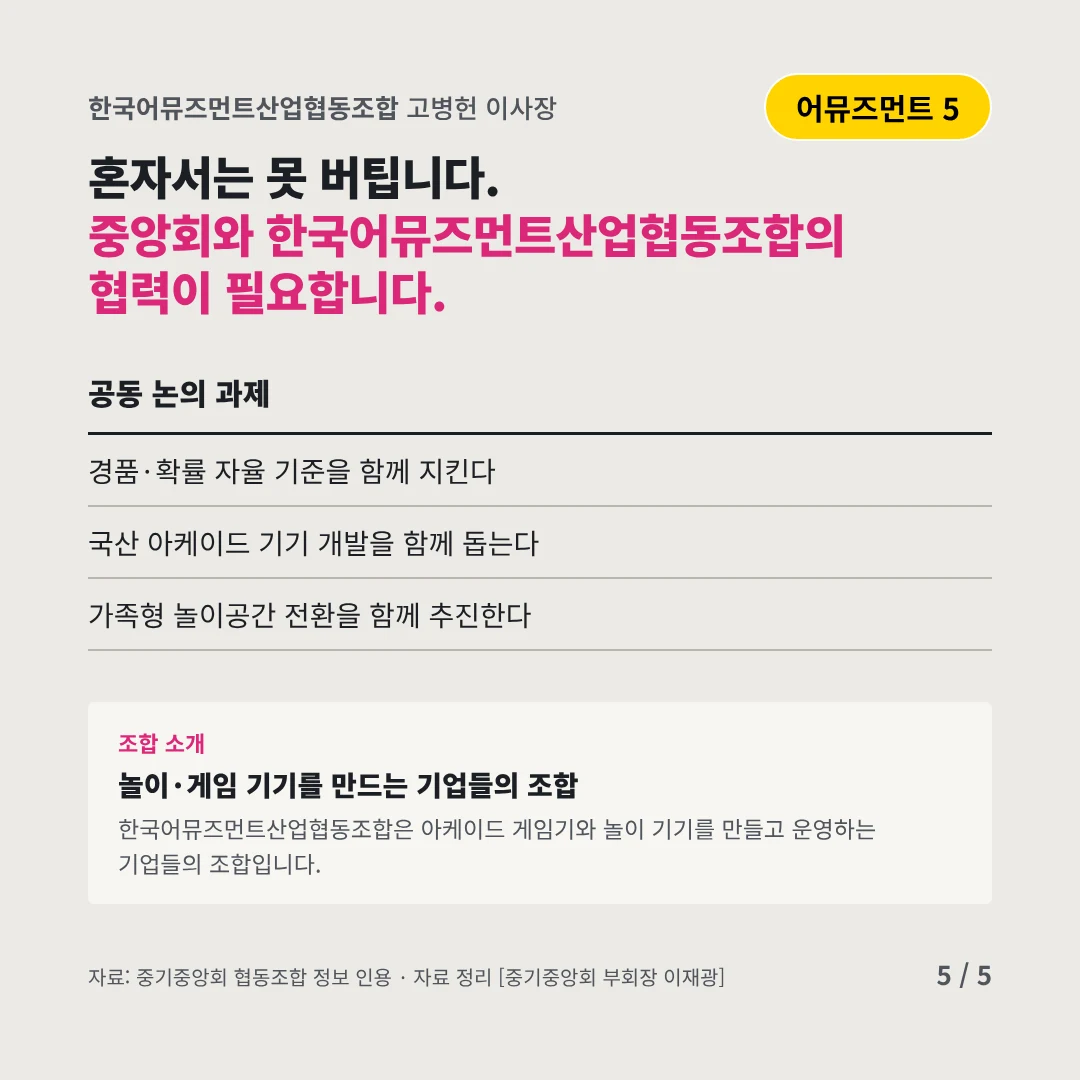 한국어뮤즈먼트산업협동조합 고병헌 이사장
어뮤즈먼트 5
혼자서는 못 버팁니다.
중앙회와 한국어뮤즈먼트산업협동조합의
협력이 필요합니다.
공동 논의 과제
경품·확률 자율 기준을 함께 지킨다
국산 아케이드 기기 개발을 함께 돕는다
가족형 놀이공간 전환을 함께 추진한다
조합 소개
놀이·게임 기기를 만드는 기업들의 조합
한국어뮤즈먼트산업협동조합은 아케이드 게임기와 놀이 기기를 만들고 운영하는
기업들의 조합입니다.
자료: 중기중앙회 협동조합 정보 인용 · 자료 정리 [중기중앙회 부회장 이재광]
5 / 5